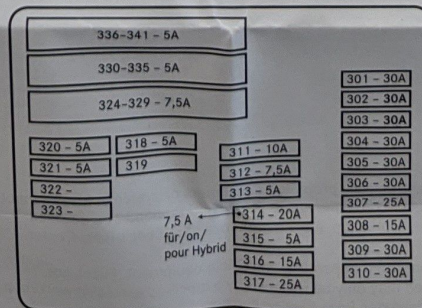 336-341 - 5A
330-335 - 5A
324-329 - 7,5A
320 - 5A
321 - 5A
322 -
323 -
318 - 5A
319
311 - 10A
312 - 7,5A
313 - 5A
314 - 20A
315 - 5A
316 - 15A
317 - 25A
7,5 A
für/on/
pour Hybrid
301 - 30A
302 - 30A
303 - 30A
304 - 30A
305 - 30A
306 - 30A
307 - 25A
308 - 15A
309 - 30A
310 - 30A